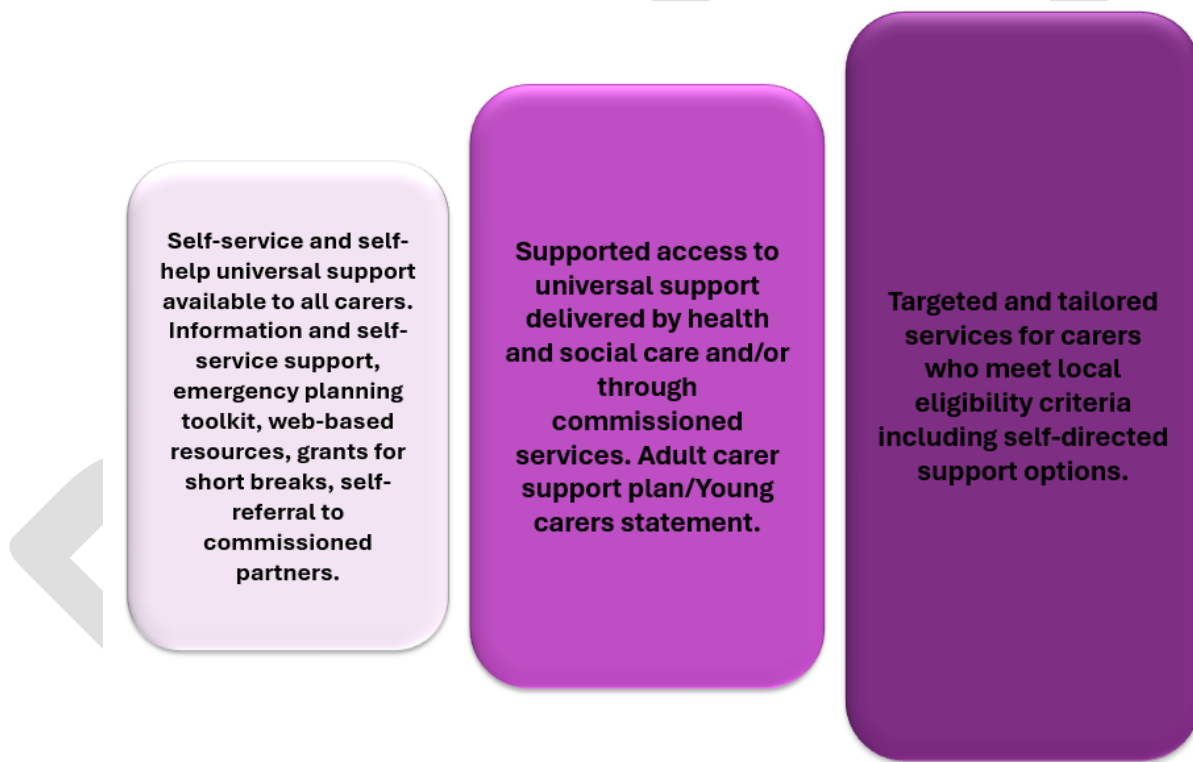 Self-service and self-
help universal support
available to all carers.
Information and self-
service support,
emergency planning
toolkit, web-based
resources, grants for
short breaks, self-
referral to
commissioned
partners.
Supported access to
universal support
delivered by health
and social care and/or
through
commissioned
services. Adult carer
support plan/Young
carers statement.
Targeted and tailored
services for carers
who meet local
eligibility criteria
including self-directed
support options.